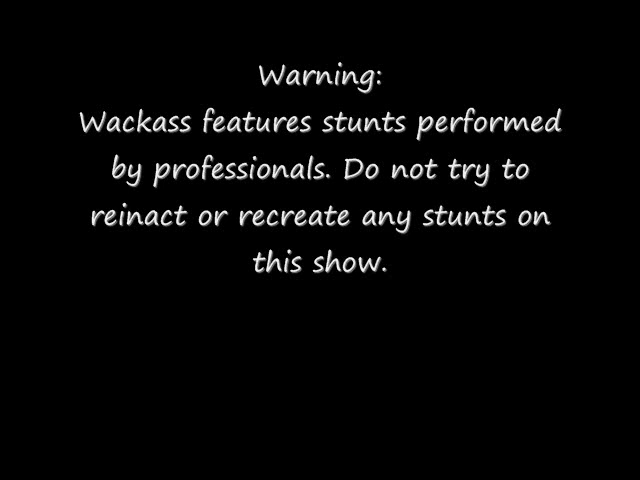 Warning:
Wackass features stunts performed
by professionals. Do not try to
reinact or recreate any stunts on
this show.